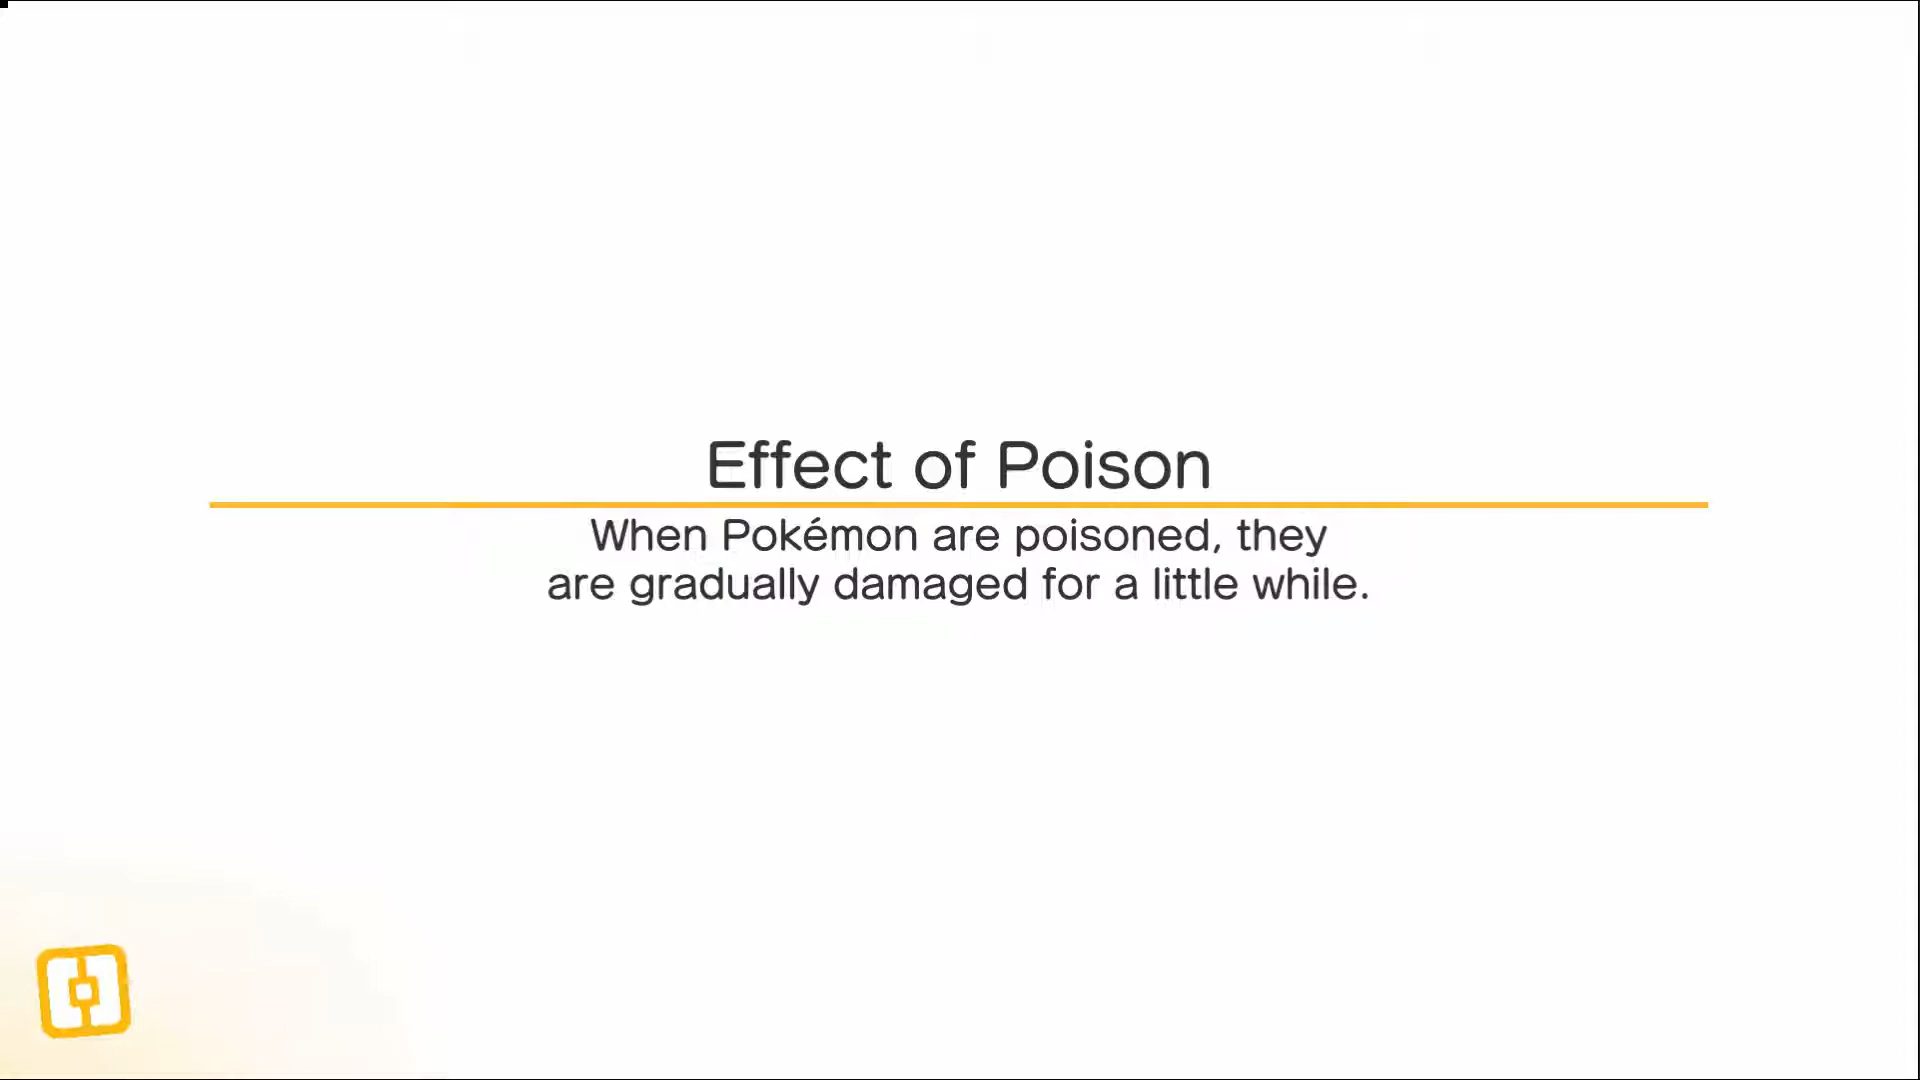 Effect of Poison
When Pokémon are poisoned, they
are gradually damaged for a little while.